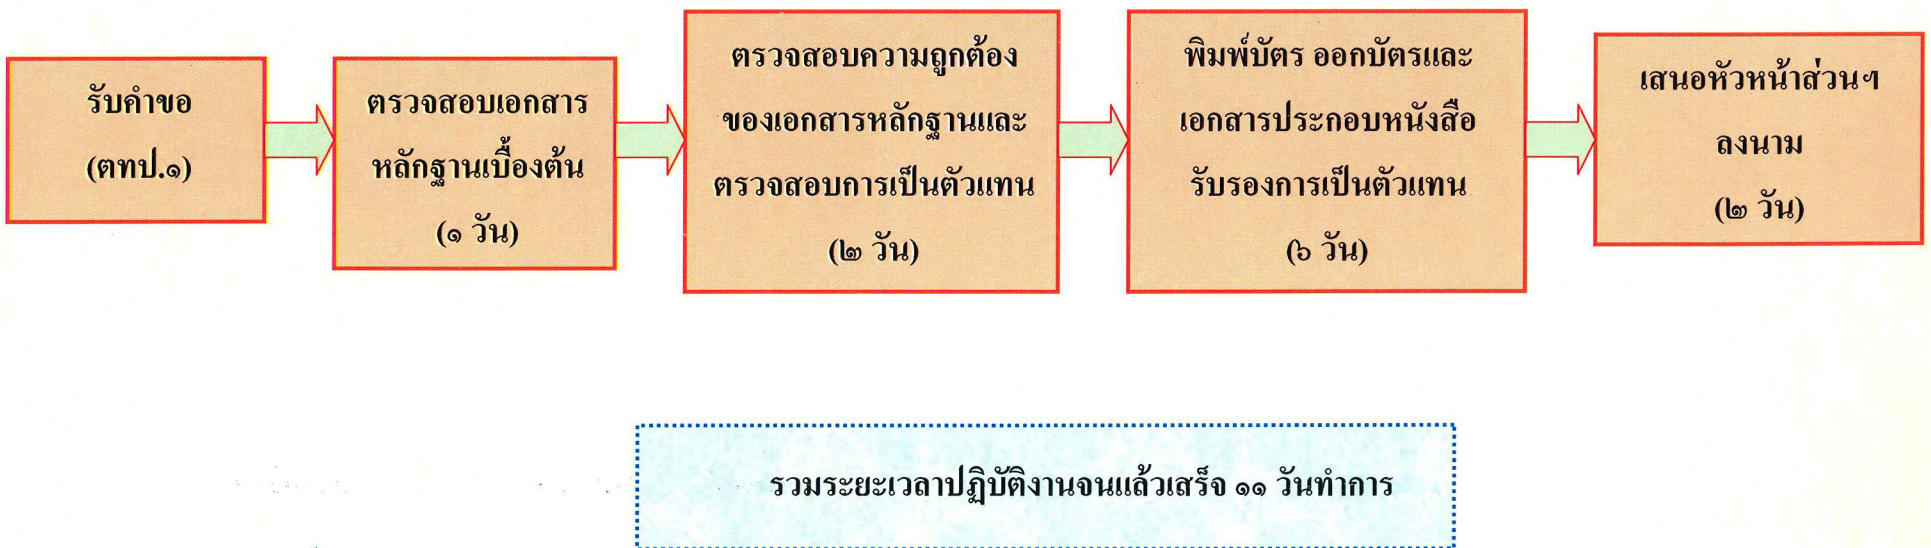 รับคำขอ
(ตทป.๑)
ตรวจสอบเอกสาร
หลักฐานเบื้องต้น
(๑ วัน)
ตรวจสอบความถูกต้อง
ของเอกสารหลักฐานและ
ตรวจสอบการเป็นตัวแทน
(๒ วัน)
พิมพ์บัตร ออกบัตรและ
เอกสารประกอบหนังสือ
รับรองการเป็นตัวแทน
(๖ วัน)
เสนอหัวหน้าส่วนฯ
ลงนาม
(๒ วัน)
รวมระยะเวลาปฏิบัติงานจนแล้วเสร็จ ๑๑ วันทำการ